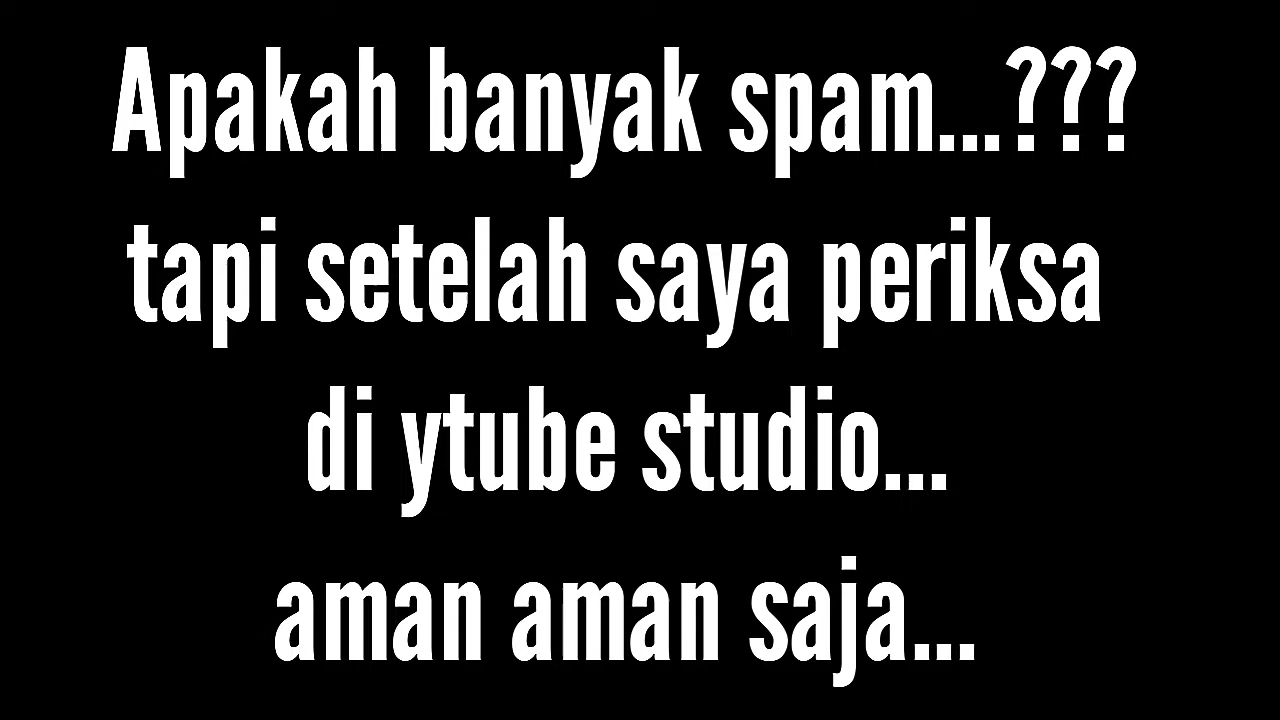 Apakah banyak spam...???
tapi setelah saya periksa
di ytube studio...
aman aman saja...